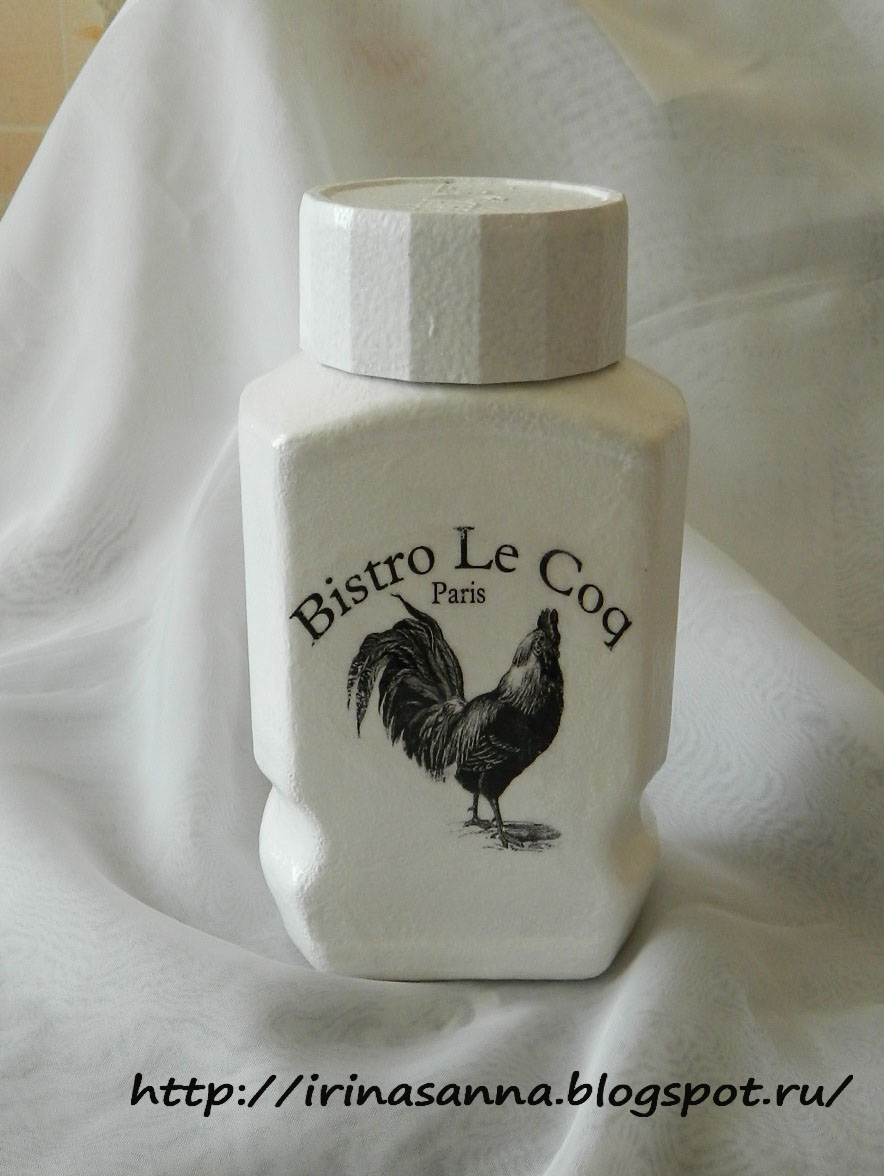 Bistro Le Coq
Paris
http://irinasanna.blogspot.ru/